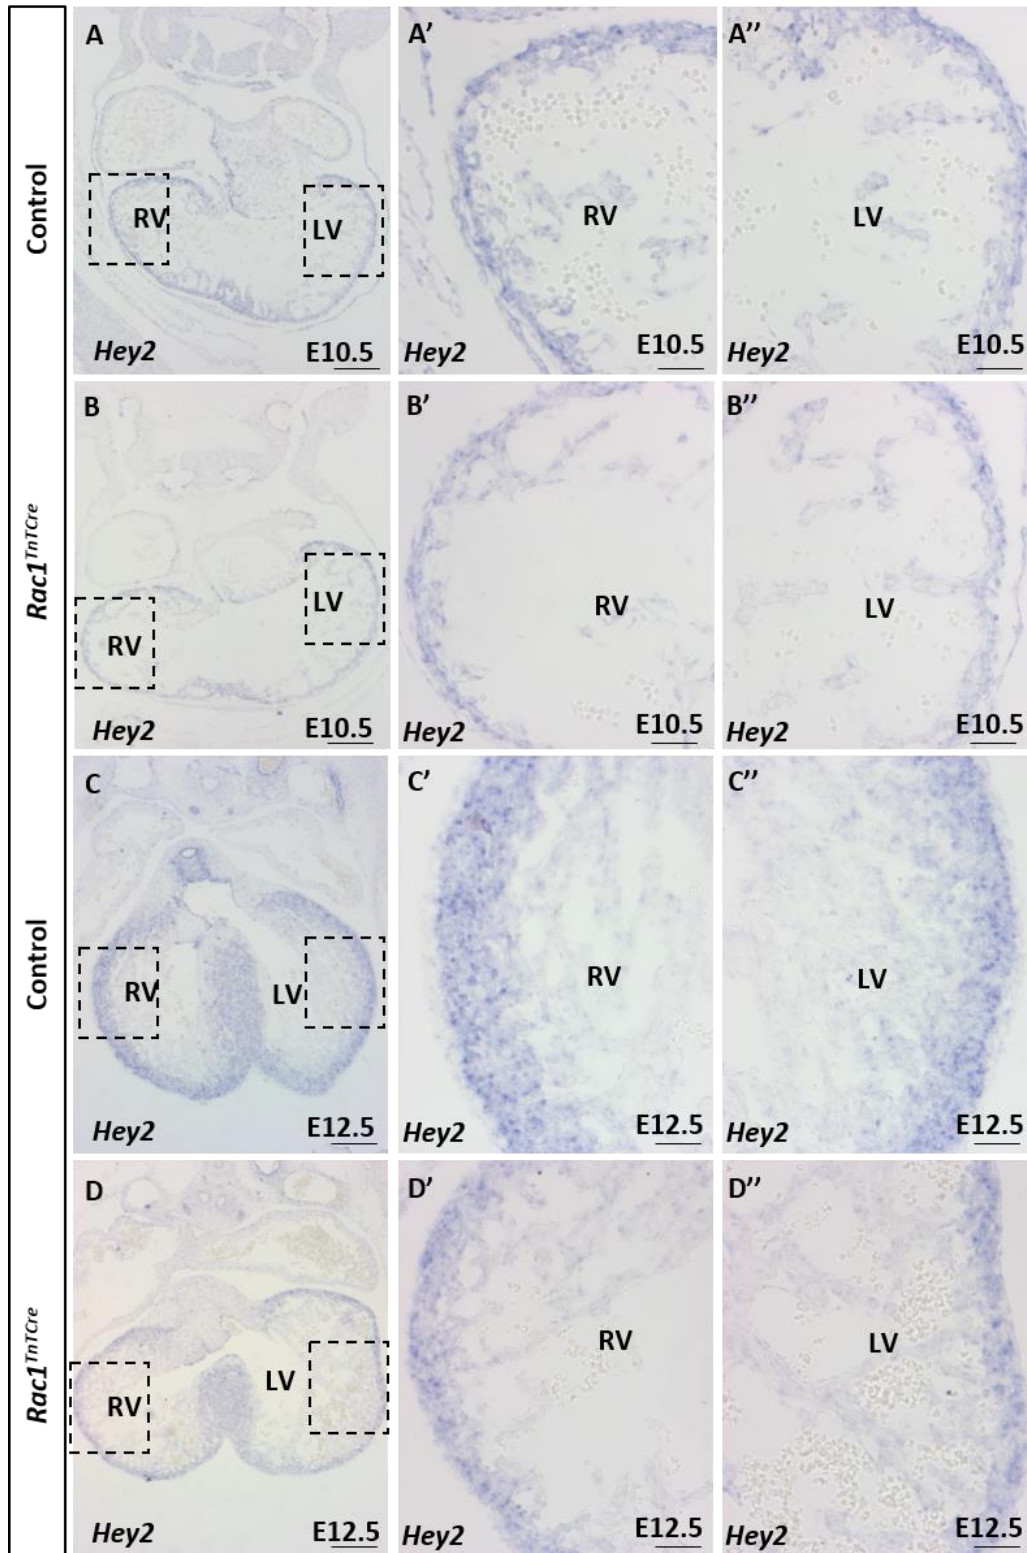 Control
A
RV
LV
Hey2
E10.5
A'
RV
Hey2
E10.5
A''
LV
Hey2
E10.5
Rac1TnTCre
B
RV
LV
Hey2
E10.5
B'
RV
Hey2
E10.5
B''
LV
Hey2
E10.5
Control
C
RV
LV
Hey2
E12.5
C'
RV
Hey2
E12.5
C''
LV
Hey2
E12.5
Rac1TnTCre
D
RV
LV
Hey2
E12.5
D'
RV
Hey2
E12.5
D''
LV
Hey2
E12.5